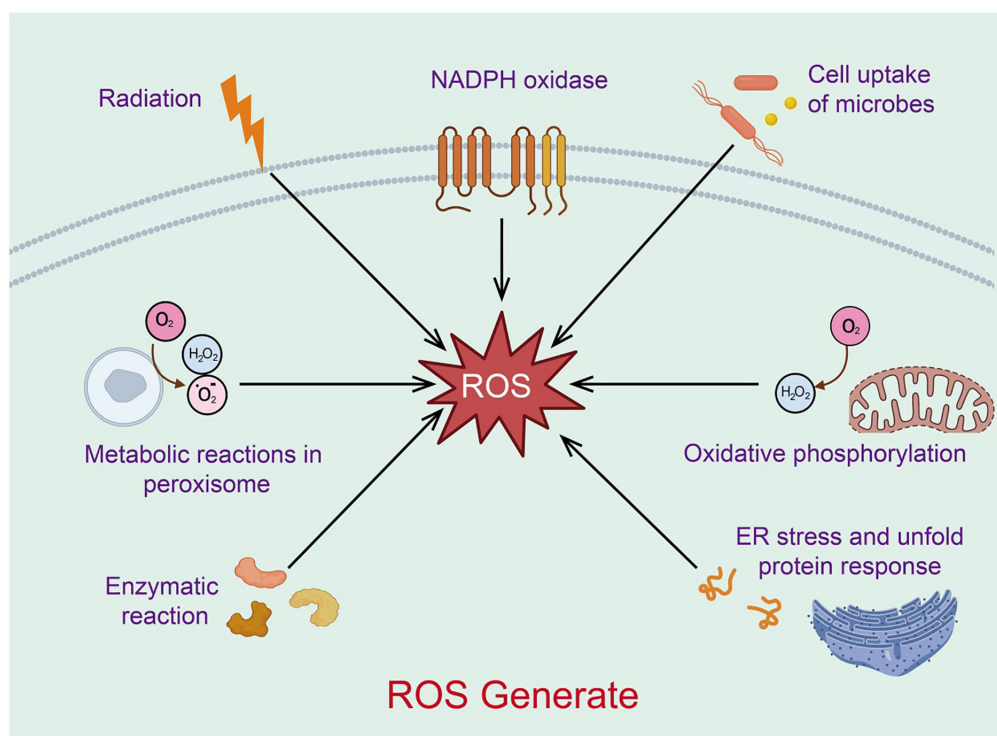 Radiation
NADPH oxidase
Cell uptake
of microbes
O₂
H₂O₂
·O₂⁻
ROS
O₂
H₂O₂
Metabolic reactions in
peroxisome
Oxidative phosphorylation
Enzymatic
reaction
ER stress and unfold
protein response
ROS Generate